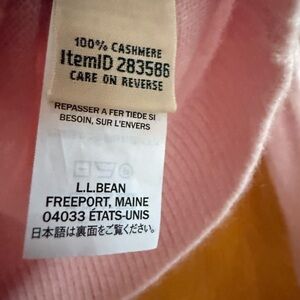 100% CASHMERE
ItemID 283586
CARE ON REVERSE
REPASSER A FER TIEDE SI
BESOIN, SUR L'ENVERS
L.L.BEAN
FREEPORT, MAINE
04033 ÉTATS-UNIS
日本語は裏面をご覧ください。